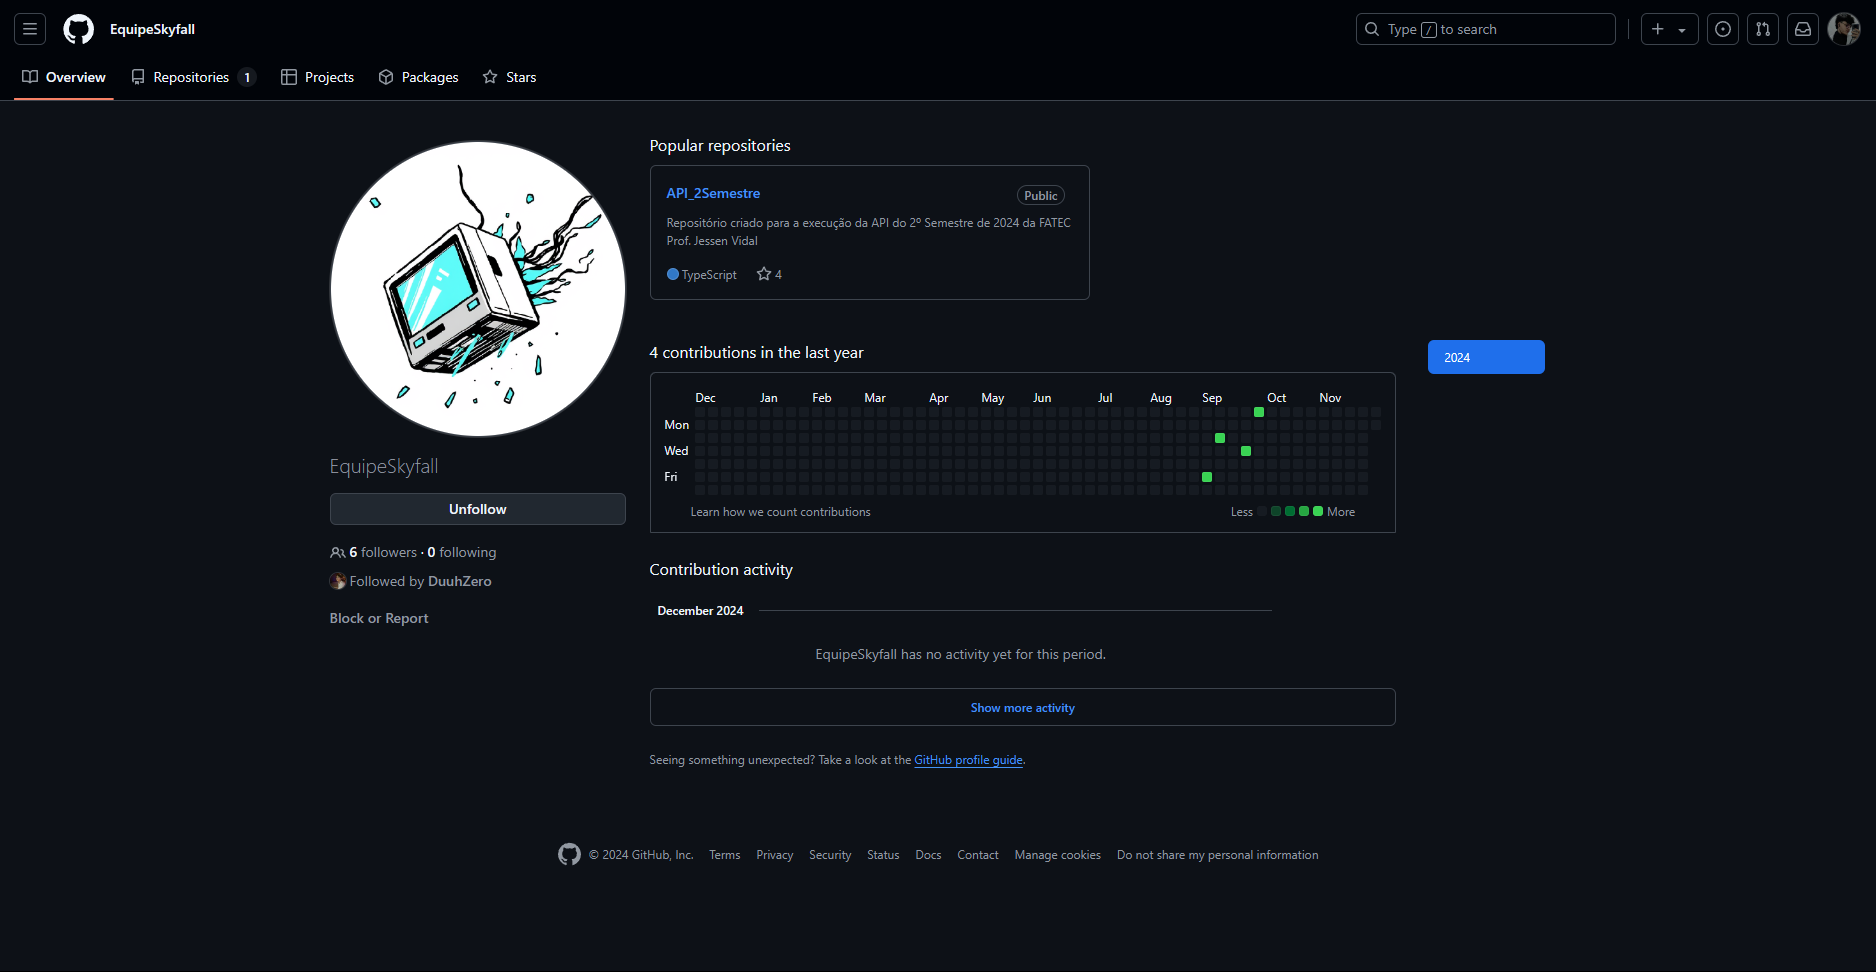 EquipeSkyfall
Type / to search
Overview
Repositories 1
Projects
Packages
Stars
EquipeSkyfall
Unfollow
6 followers · 0 following
Followed by DuuhZero
Block or Report
Popular repositories
API_2Semestre
Public
Repositório criado para a execução da API do 2º Semestre de 2024 da FATEC
Prof. Jessen Vidal
TypeScript
4
4 contributions in the last year
2024
Dec Jan Feb Mar Apr May Jun Jul Aug Sep Oct Nov
Mon
Wed
Fri
Learn how we count contributions
Less
More
Contribution activity
December 2024
EquipeSkyfall has no activity yet for this period.
Show more activity
Seeing something unexpected? Take a look at the GitHub profile guide.
© 2024 GitHub, Inc. Terms Privacy Security Status Docs Contact Manage cookies Do not share my personal information